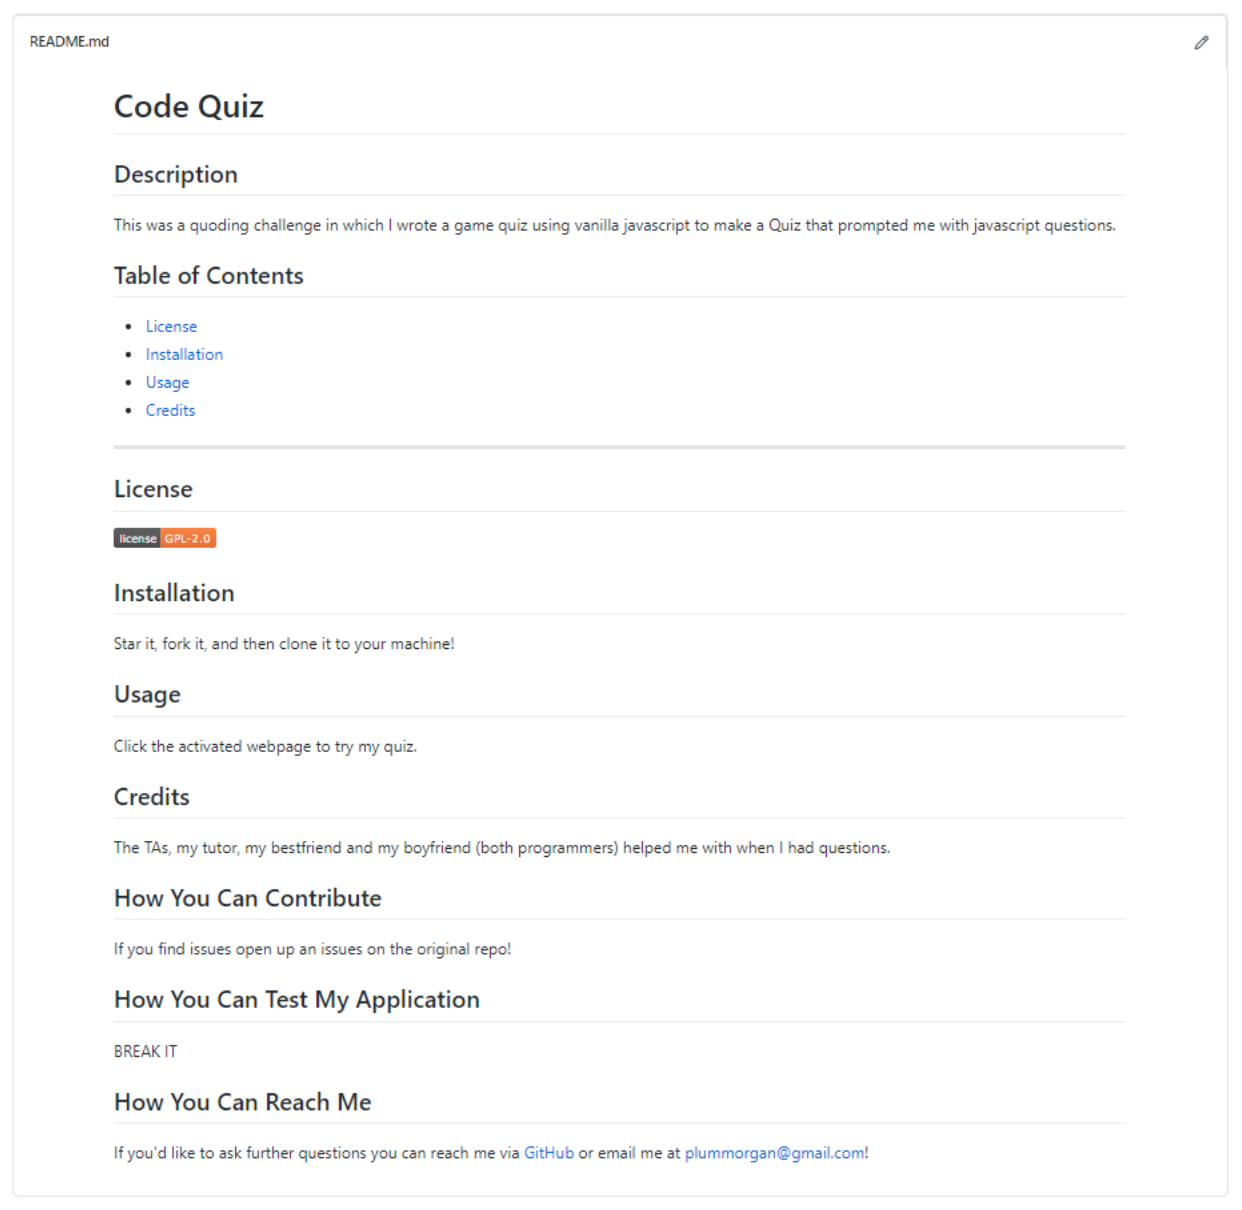 README.md
Code Quiz
Description
This was a quoding challenge in which I wrote a game quiz using vanilla javascript to make a Quiz that prompted me with javascript questions.
Table of Contents
License
Installation
Usage
Credits
License
license GPL-2.0
Installation
Star it, fork it, and then clone it to your machine!
Usage
Click the activated webpage to try my quiz.
Credits
The TAs, my tutor, my bestfriend and my boyfriend (both programmers) helped me with when I had questions.
How You Can Contribute
If you find issues open up an issues on the original repo!
How You Can Test My Application
BREAK IT
How You Can Reach Me
If you'd like to ask further questions you can reach me via GitHub or email me at plummorgan@gmail.com!